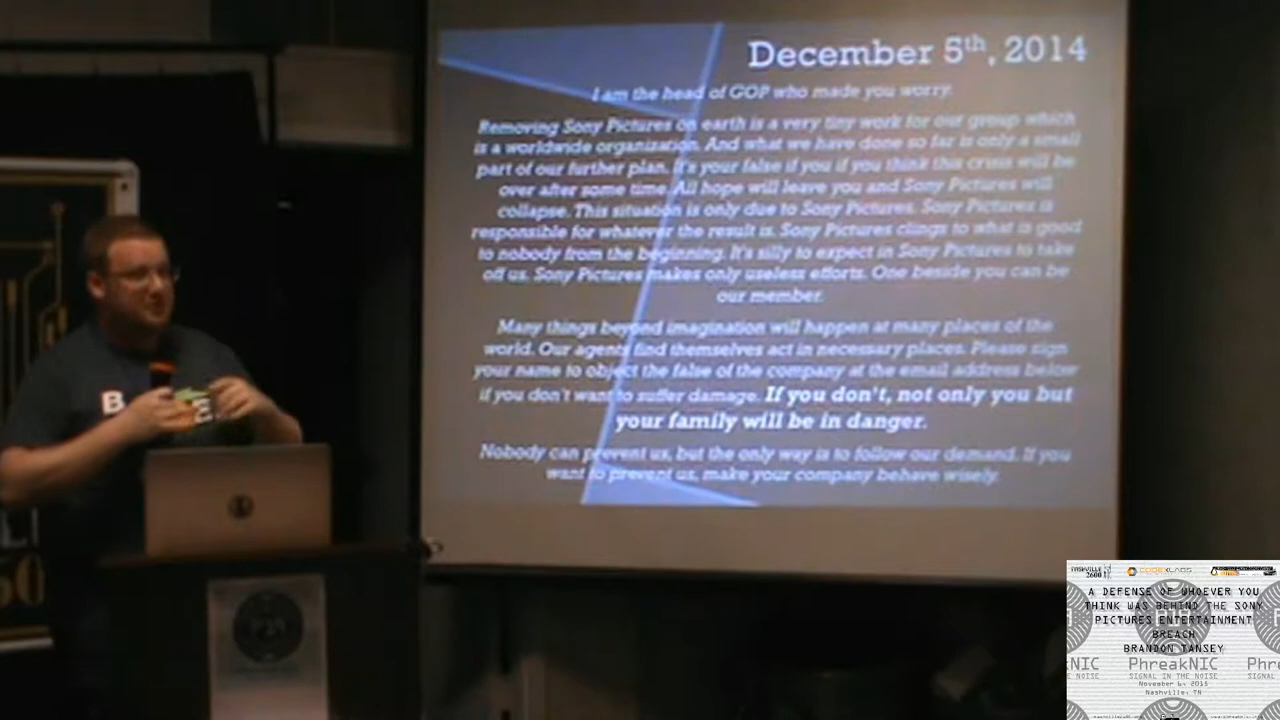 December 5th, 2014
I am the head of GOP who made you worry.
Removing Sony Pictures on earth is a very tiny work for our group which
is a worldwide organization. And what we have done so far is only a small
part of our further plan. It's your false if you if you think this crisis will be
over after some time. All hope will leave you and Sony Pictures will
collapse. This situation is only due to Sony Pictures. Sony Pictures is
responsible for whatever the result is. Sony Pictures clings to what is good
to nobody from the beginning. It's silly to expect in Sony Pictures to take
off us. Sony Pictures makes only useless efforts. One beside you can be
our member.
Many things beyond imagination will happen at many places of the
world. Our agents find themselves act in necessary places. Please sign
your name to object the false of the company at the email address below
if you don't want to suffer damage. If you don't, not only you but
your family will be in danger.
Nobody can prevent us, but the only way is to follow our demand. If you
want to prevent us, make your company behave wisely.
B
NASHVILLE
2600
CODEXLABS
A DEFENSE OF WHOEVER YOU
THINK WAS BEHIND THE SONY
PICTURES ENTERTAINMENT
BREACH
BRANDON TANSEY
PhreakNIC
SIGNAL IN THE NOISE
November 6, 2015
Nashville, TN